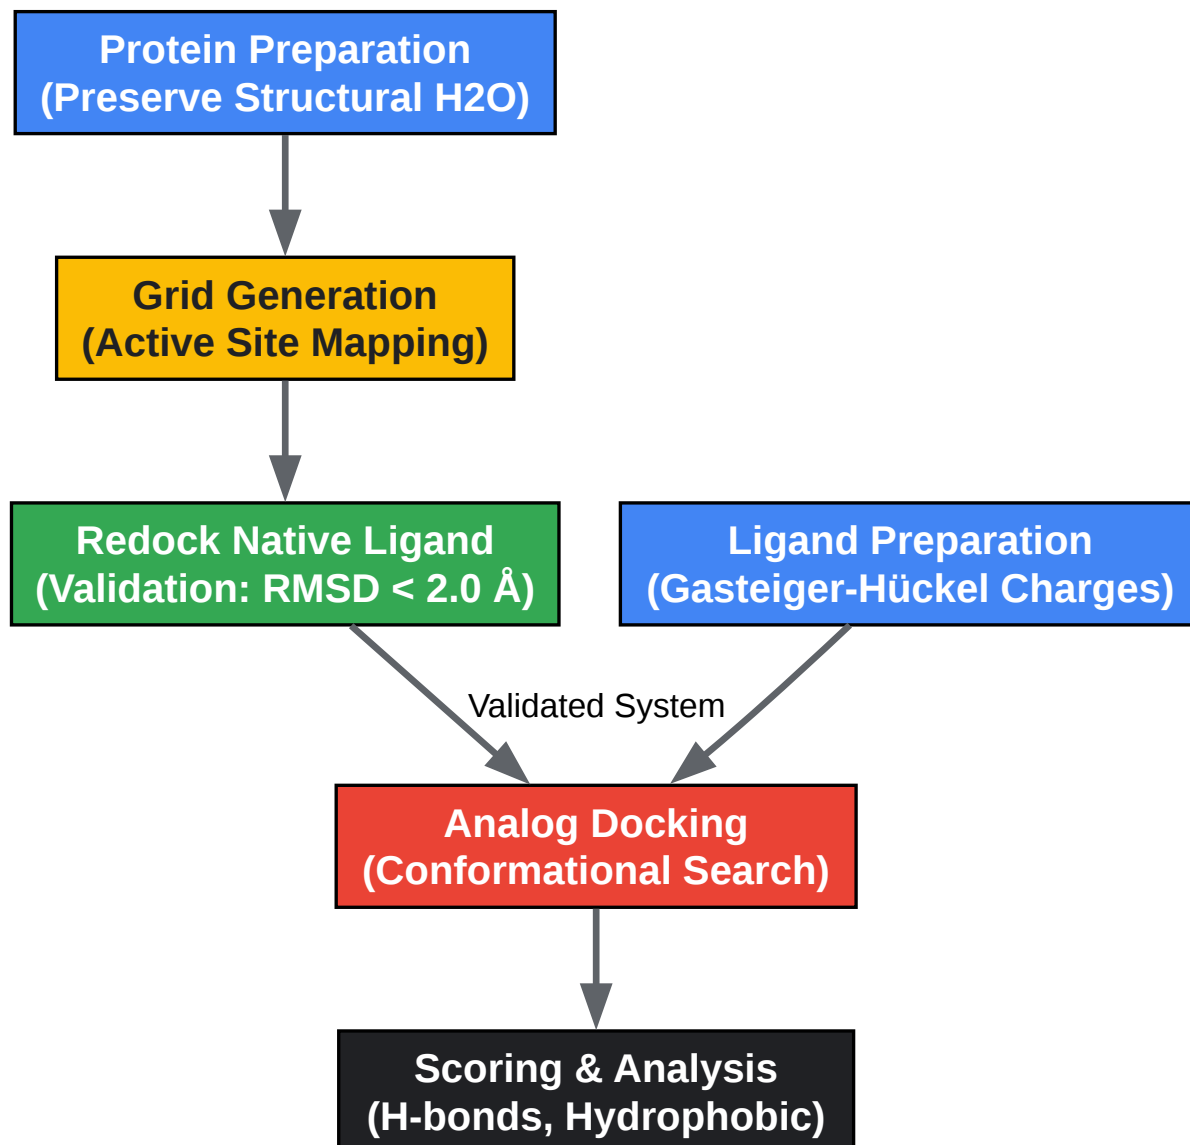 Protein Preparation
(Preserve Structural H2O)
Grid Generation
(Active Site Mapping)
Redock Native Ligand
(Validation: RMSD < 2.0 Å)
Ligand Preparation
(Gasteiger-Hückel Charges)
Validated System
Analog Docking
(Conformational Search)
Scoring & Analysis
(H-bonds, Hydrophobic)